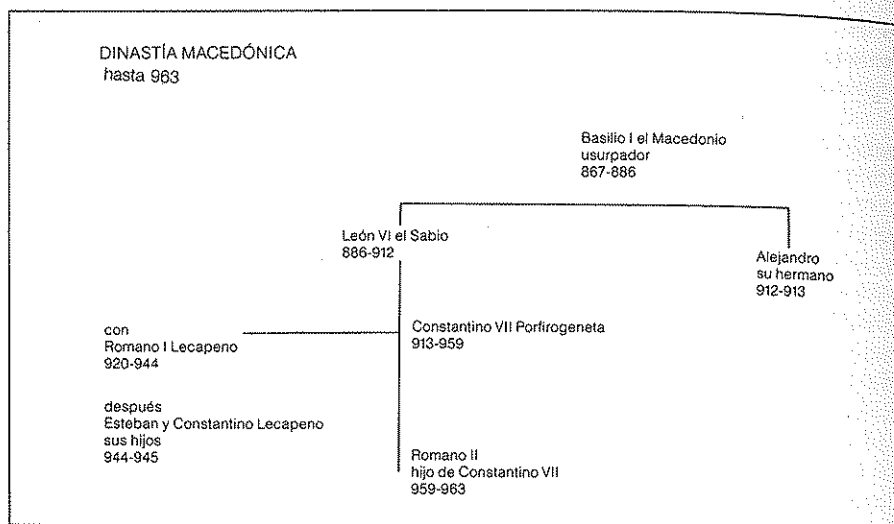 DINASTÍA MACEDÓNICA
hasta 963
Basilio I el Macedonio
usurpador
867-886
León VI el Sabio
886-912
Alejandro
su hermano
912-913
con
Romano I Lecapeno
920-944
Constantino VII Porfirogeneta
913-959
después
Esteban y Constantino Lecapeno
sus hijos
944-945
Romano II
hijo de Constantino VII
959-963